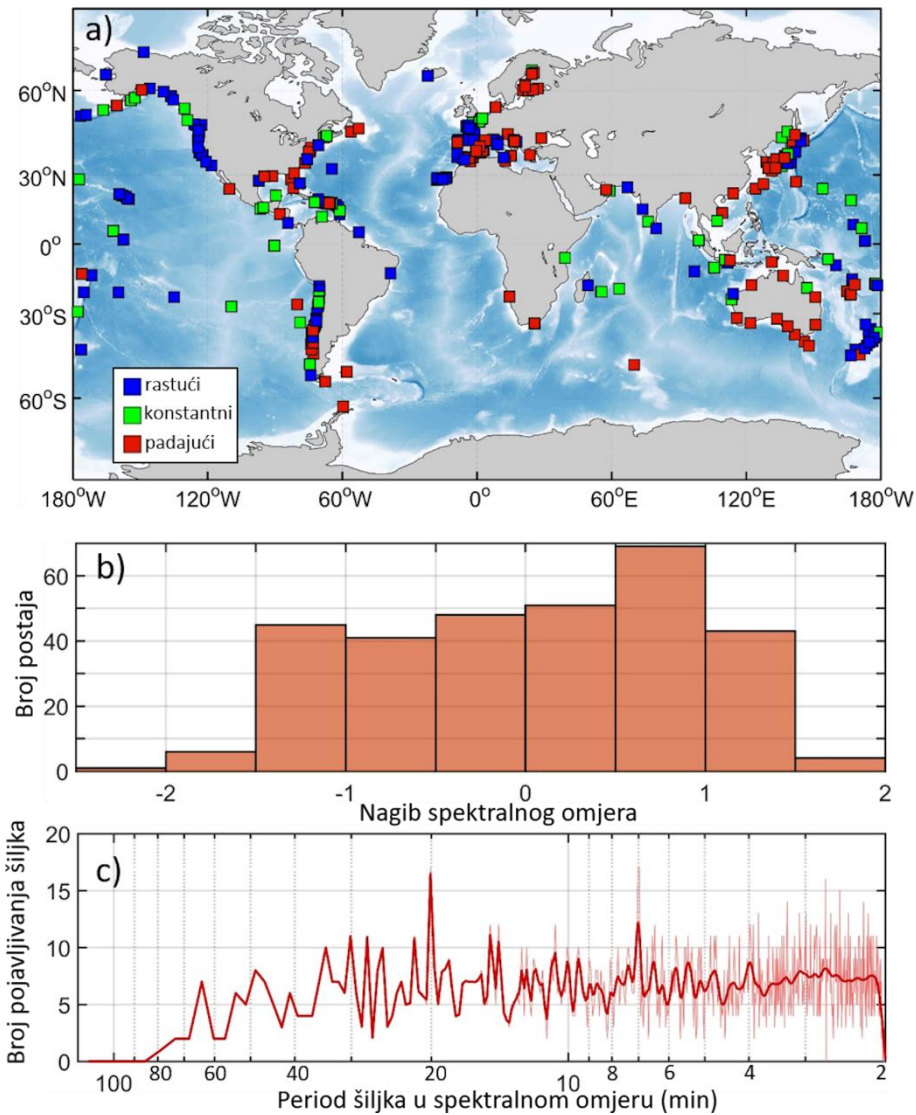 a)
60°N
30°N
0°
30°S
60°S
rastući
konstantni
padajući
180°W 120°W 60°W 0° 60°E 120°E 180°W
b)
Broj postaja
60
40
20
0
-2 -1 0 1 2
Nagib spektralnog omjera
c)
Broj pojavljivanja šiljka
20
15
10
5
0
100 80 60 40 20 10 8 6 4 2
Period šiljka u spektralnom omjeru (min)